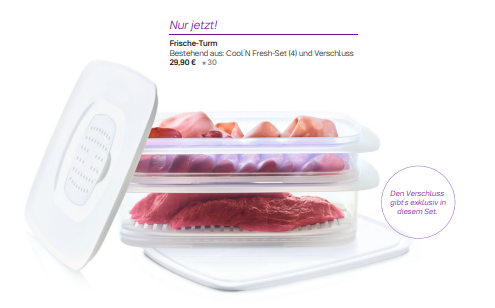 Nur jetzt!
Frische-Turm
Bestehend aus: Cool´N Fresh-Set (4) und Verschluss
29,90 € ★30
Den Verschluss
gibt's exklusiv in
diesem Set.